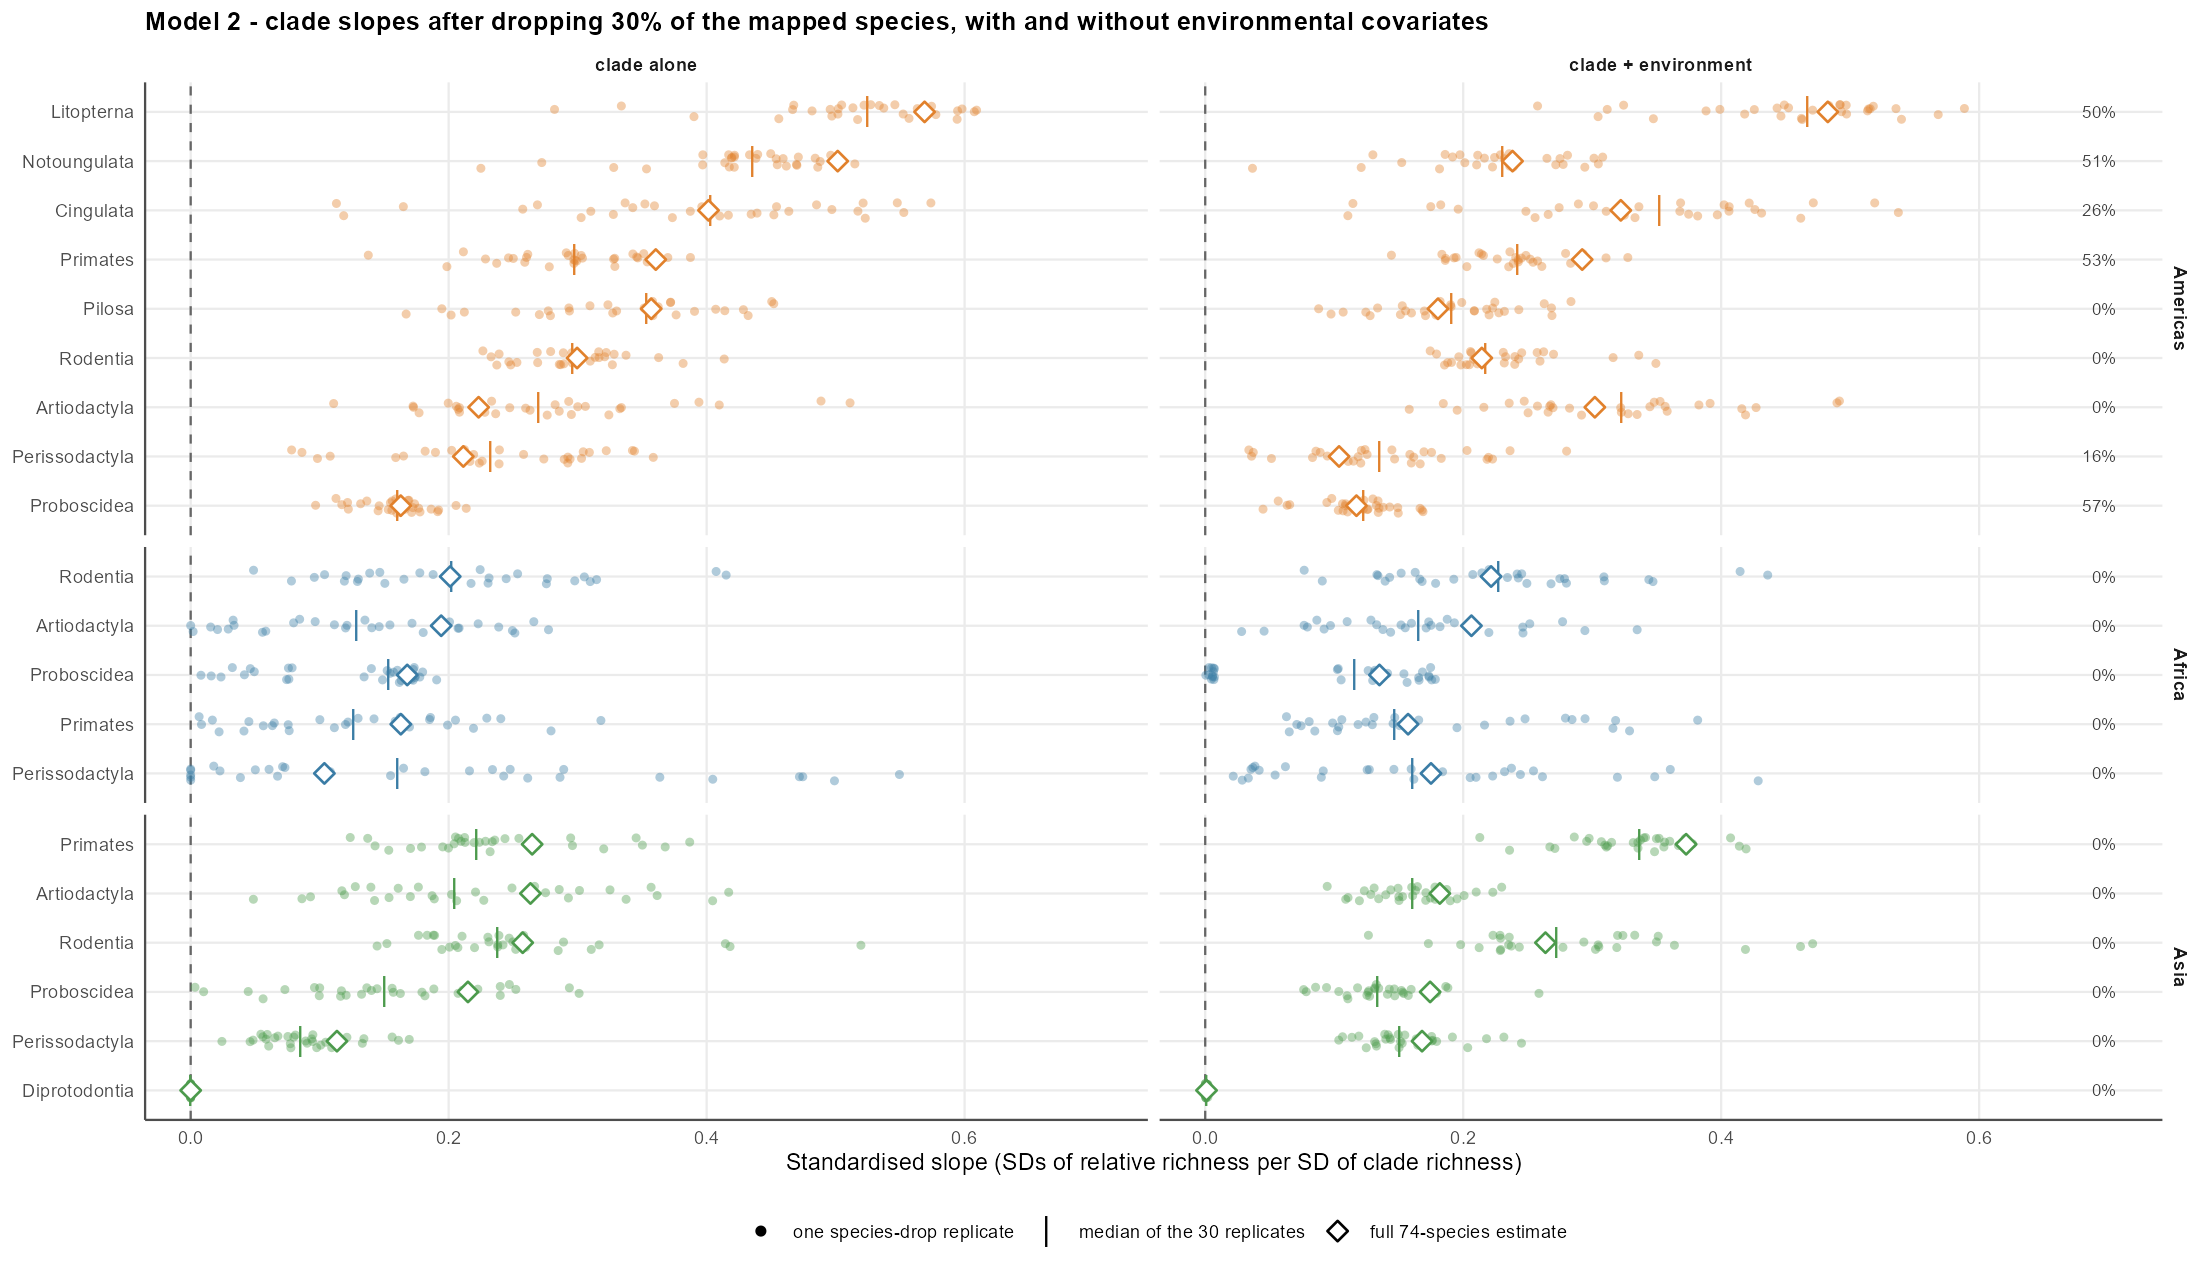 Model 2 - clade slopes after dropping 30% of the mapped species, with and without environmental covariates
clade alone
clade + environment
Litopterna
50%
Notoungulata
51%
Cingulata
26%
Primates
53%
Pilosa
0%
Rodentia
0%
Artiodactyla
0%
Perissodactyla
16%
Proboscidea
57%
Americas
Rodentia
0%
Artiodactyla
0%
Proboscidea
0%
Primates
0%
Perissodactyla
0%
Africa
Primates
0%
Artiodactyla
0%
Rodentia
0%
Proboscidea
0%
Perissodactyla
0%
Diprotodontia
0%
Asia
0.0 0.2 0.4 0.6
0.0 0.2 0.4 0.6
Standardised slope (SDs of relative richness per SD of clade richness)
one species-drop replicate
median of the 30 replicates
full 74-species estimate